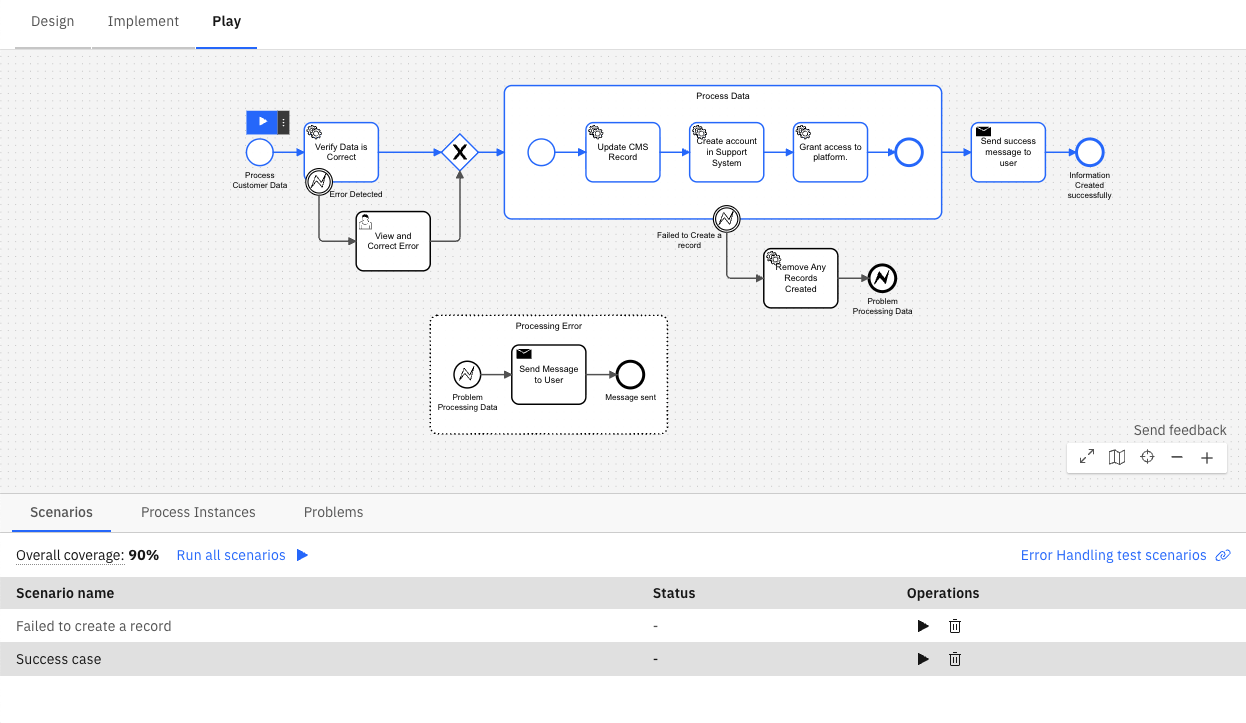 Design
Implement
Play
Process Data
Verify Data is
Correct
Update CMS
Record
Create account
in Support
System
Grant access to
platform.
Send success
message to
user
Process
Customer Data
Information
Created
successfully
Error Detected
View and
Correct Error
Failed to Create a
record
Remove Any
Records
Created
Problem
Processing Data
Processing Error
Send Message
to User
Problem
Processing Data
Message sent
Send feedback
Scenarios
Process Instances
Problems
Overall coverage: 90%
Run all scenarios
Error Handling test scenarios
Scenario name
Status
Operations
Failed to create a record
-
Success case
-